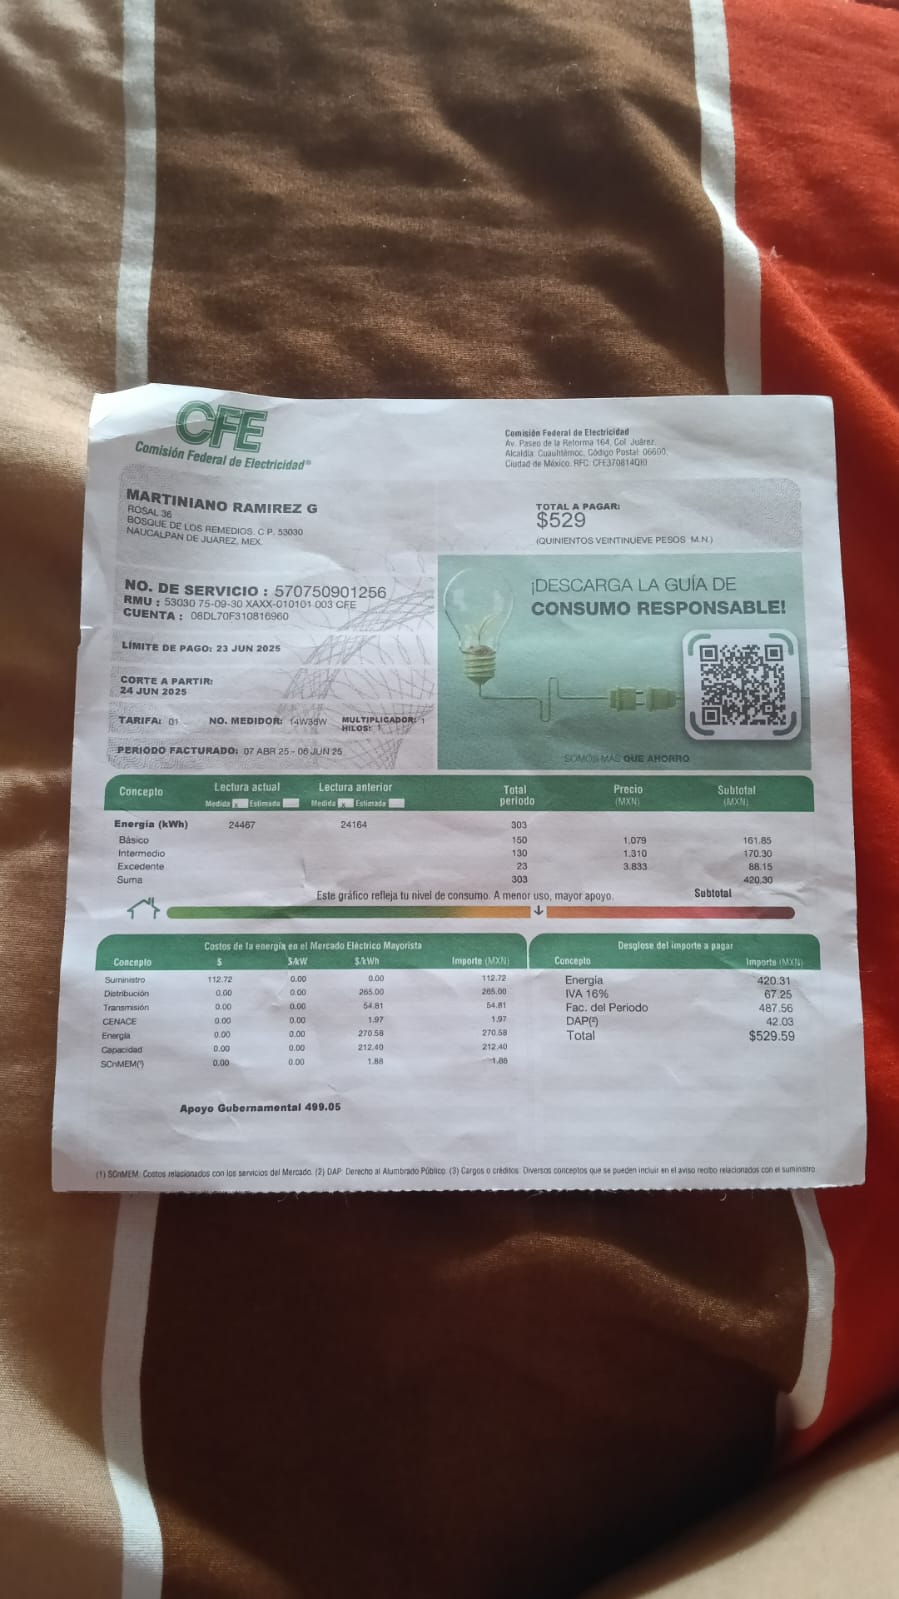 CFE
Comisión Federal de Electricidad®
Comisión Federal de Electricidad
Av. Paseo de la Reforma 164, Col. Juárez,
Alcaldía: Cuauhtémoc, Código Postal: 06600,
Ciudad de México. RFC: CFE370814QI0
MARTINIANO RAMIREZ G
ROSAL 36
BOSQUE DE LOS REMEDIOS. C.P. 53030
NAUCALPAN DE JUAREZ, MEX.
TOTAL A PAGAR:
$529
(QUINIENTOS VEINTINUEVE PESOS M.N.)
NO. DE SERVICIO : 570750901256
RMU : 53030 75-09-30 XAXX-010101 003 CFE
CUENTA : 08DL70F310816960
LÍMITE DE PAGO: 23 JUN 2025
CORTE A PARTIR:
24 JUN 2025
TARIFA: 01 NO. MEDIDOR: 14W38W MULTIPLICADOR: 1
HILOS: 1
PERIODO FACTURADO: 07 ABR 25 - 06 JUN 25
¡DESCARGA LA GUÍA DE
CONSUMO RESPONSABLE!
SOMOS MÁS QUE AHORRO
Concepto Lectura actual Lectura anterior Total periodo Precio (MXN) Subtotal (MXN)
Medida x Estimada Medida x Estimada
Energía (kWh) 24467 24164 303
Básico 150 1.079 161.85
Intermedio 130 1.310 170.30
Excedente 23 3.833 88.15
Suma 303 420.30
Este gráfico refleja tu nivel de consumo. A menor uso, mayor apoyo. Subtotal
Costos de la energía en el Mercado Eléctrico Mayorista
Concepto $ $/kW $/kWh Importe (MXN)
Suministro 112.72 0.00 0.00 112.72
Distribución 0.00 0.00 265.00 265.00
Transmisión 0.00 0.00 54.81 54.81
CENACE 0.00 0.00 1.97 1.97
Energía 0.00 0.00 270.58 270.58
Capacidad 0.00 0.00 212.40 212.40
SCnMEM(¹) 0.00 0.00 1.88 1.88
Desglose del importe a pagar
Concepto Importe (MXN)
Energía 420.31
IVA 16% 67.25
Fac. del Periodo 487.56
DAP(²) 42.03
Total $529.59
Apoyo Gubernamental 499.05
(1) SCnMEM: Costos relacionados con los servicios del Mercado. (2) DAP: Derecho al Alumbrado Público. (3) Cargos o créditos: Diversos conceptos que se pueden incluir en el aviso recibo relacionados con el suministro